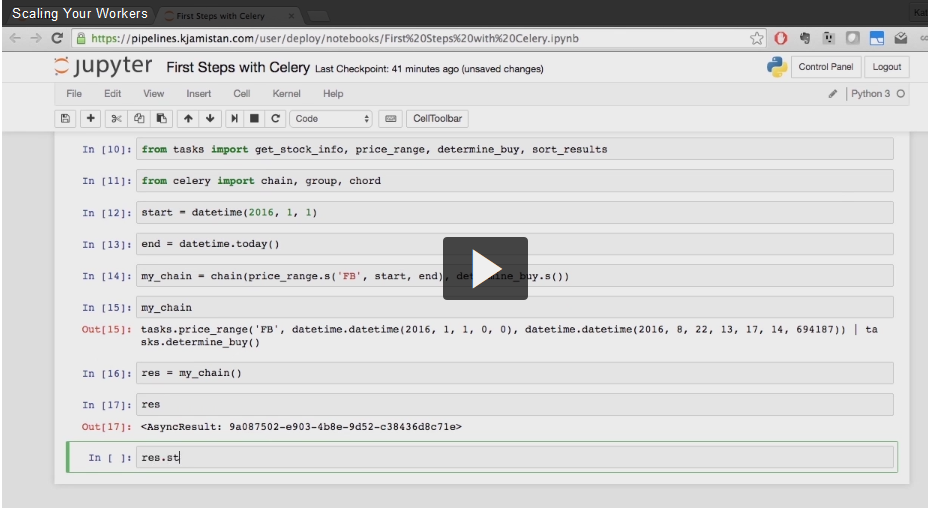 Scaling Your Workers
First Steps with Celery
https://pipelines.kjamistan.com/user/deploy/notebooks/First%20Steps%20with%20Celery.ipynb
jupyter First Steps with Celery Last Checkpoint: 41 minutes ago (unsaved changes)
Control Panel Logout
File Edit View Insert Cell Kernel Help
Python 3
Code CellToolbar
In [10]: from tasks import get_stock_info, price_range, determine_buy, sort_results
In [11]: from celery import chain, group, chord
In [12]: start = datetime(2016, 1, 1)
In [13]: end = datetime.today()
In [14]: my_chain = chain(price_range.s('FB', start, end), determine_buy.s())
In [15]: my_chain
Out[15]: tasks.price_range('FB', datetime.datetime(2016, 1, 1, 0, 0), datetime.datetime(2016, 8, 22, 13, 17, 14, 694187)) | ta
sks.determine_buy()
In [16]: res = my_chain()
In [17]: res
Out[17]: <AsyncResult: 9a087502-e903-4b8e-9d52-c38436d8c71e>
In [ ]: res.st